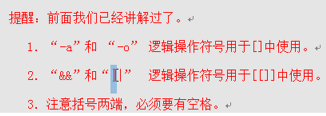 提醒：前面我们已经讲解过了。
1. “-a”和 “-o” 逻辑操作符号用于[]中使用。
2. “&&”和“||” 逻辑操作符号用于[[]]中使用。
3. 注意括号两端，必须要有空格。